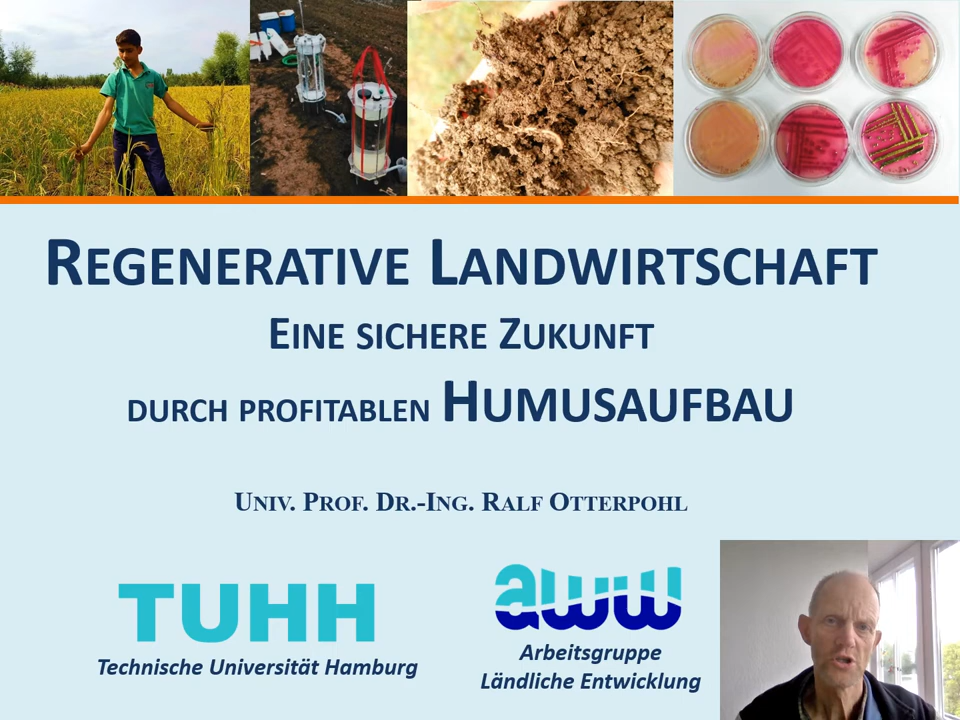 REGENERATIVE LANDWIRTSCHAFT
EINE SICHERE ZUKUNFT
DURCH PROFITABLEN HUMUSAUFBAU
UNIV. PROF. DR.-ING. RALF OTTERPOHL
TUHH
Technische Universität Hamburg
aww
Arbeitsgruppe
Ländliche Entwicklung